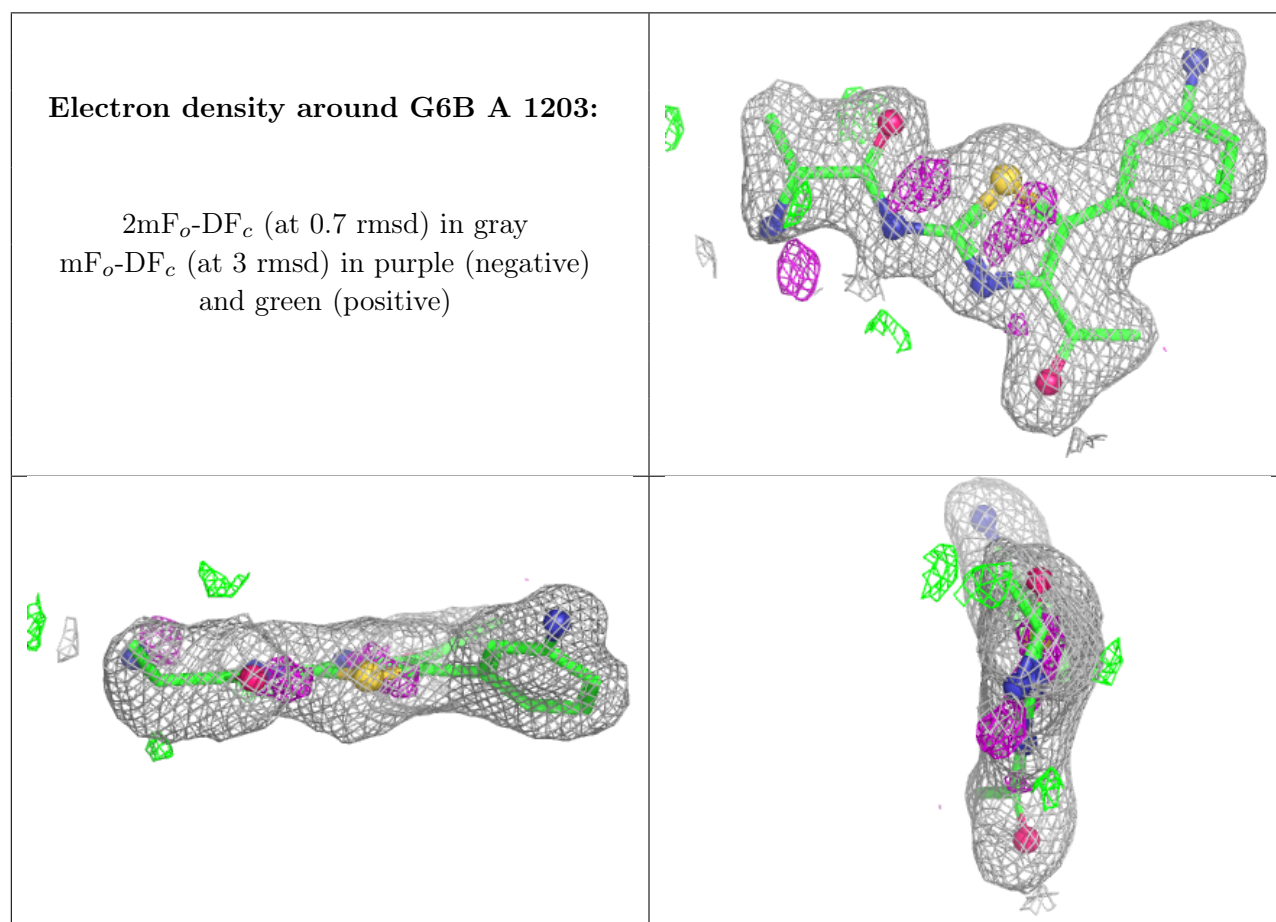 Electron density around G6B A 1203:
2mFo-DFc (at 0.7 rmsd) in gray
mFo-DFc (at 3 rmsd) in purple (negative)
and green (positive)